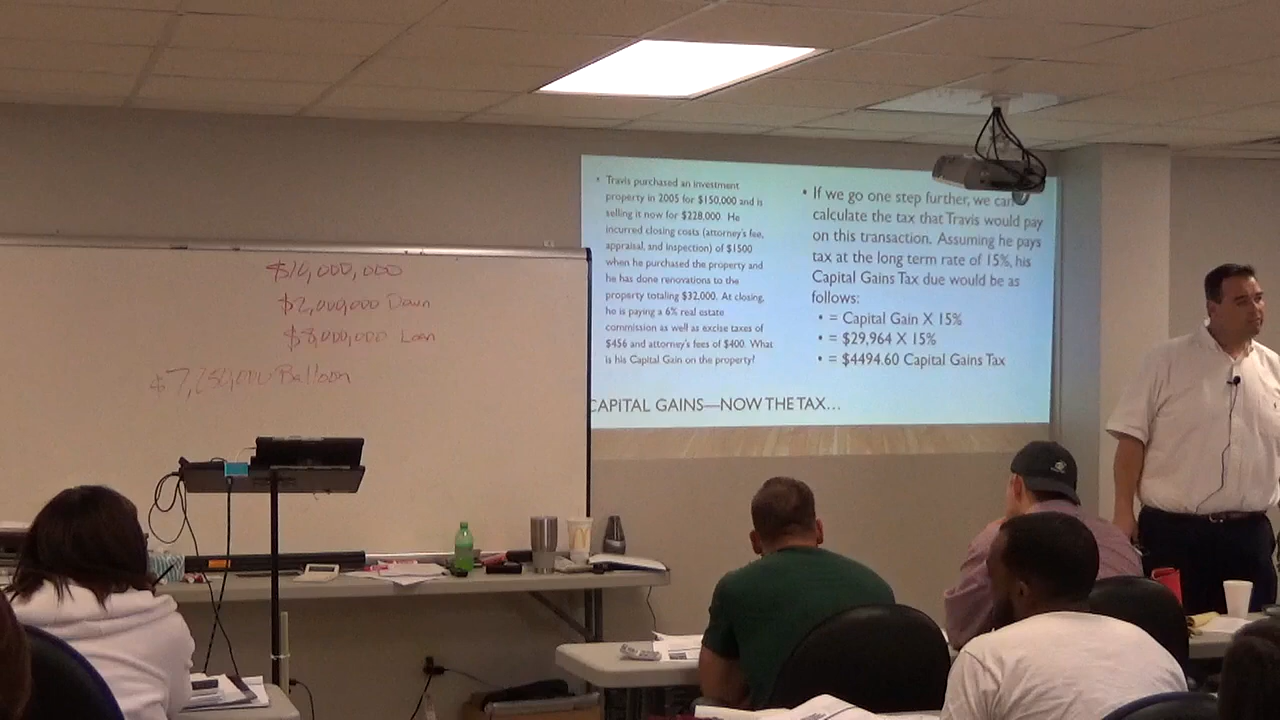 $10,000,000
$2,000,000 Down
$8,000,000 Loan
$7,250,000 Balloon
• Travis purchased an investment
property in 2005 for $150,000 and is
selling it now for $228,000. He
incurred closing costs (attorney's fee,
appraisal, and inspection) of $1500
when he purchased the property and
he has done renovations to the
property totaling $32,000. At closing,
he is paying a 6% real estate
commission as well as excise taxes of
$456 and attorney's fees of $400. What
is his Capital Gain on the property?
• If we go one step further, we can
calculate the tax that Travis would pay
on this transaction. Assuming he pays
tax at the long term rate of 15%, his
Capital Gains Tax due would be as
follows:
• = Capital Gain X 15%
• = $29,964 X 15%
• = $4494.60 Capital Gains Tax
CAPITAL GAINS—NOW THE TAX...